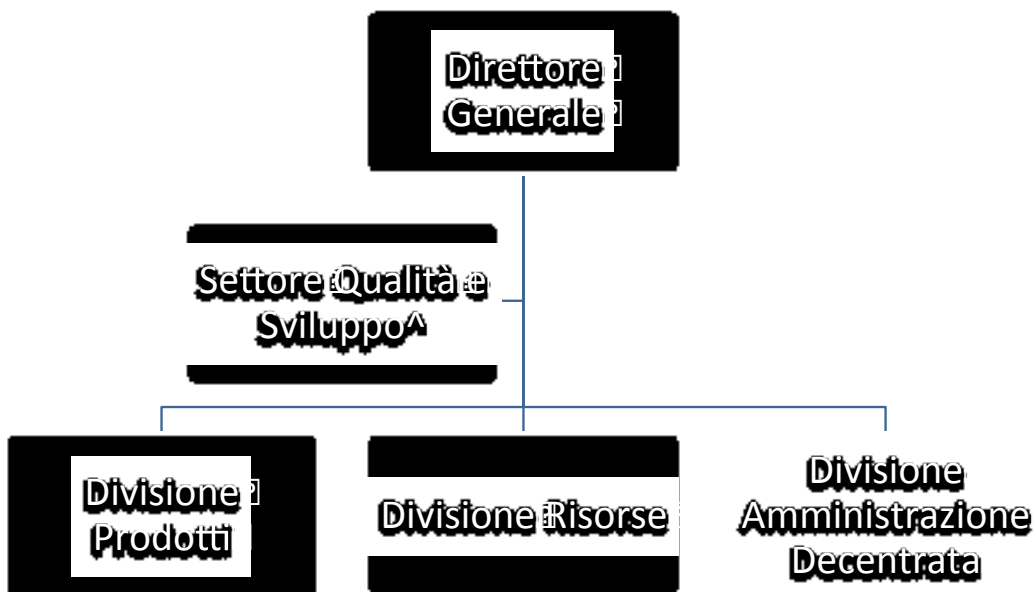 Direttore
Generale
Settore Qualità e
Sviluppo^
Divisione
Prodotti
Divisione Risorse
Divisione
Amministrazione
Decentrata